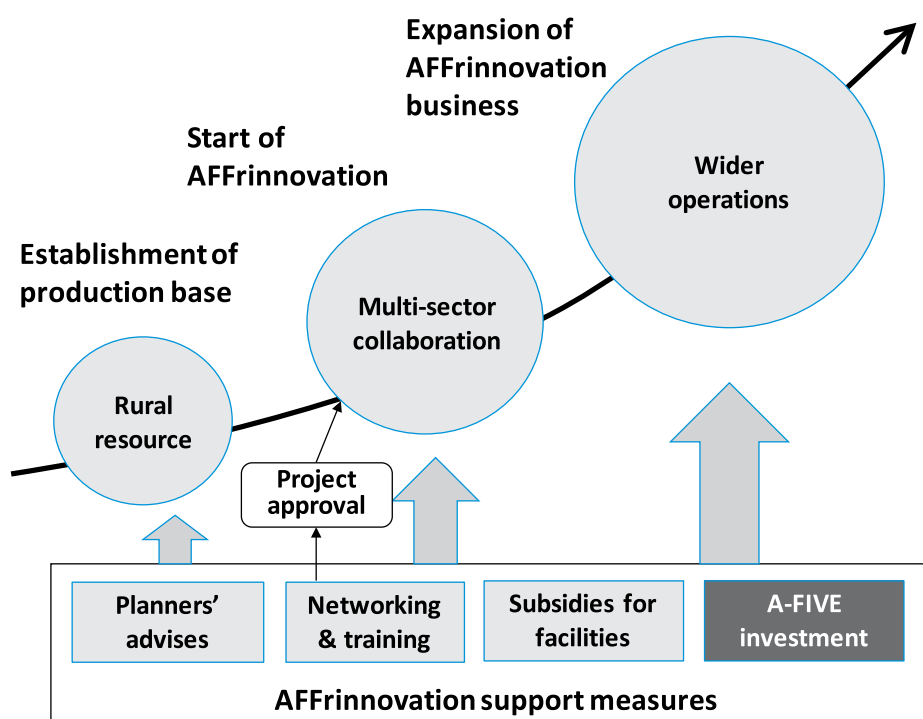 Expansion of
AFFrinnovation
business
Wider
operations
Start of
AFFrinnovation
Multi-sector
collaboration
Establishment of
production base
Rural
resource
Project
approval
Planners’
advises
Networking
& training
Subsidies for
facilities
A-FIVE
investment
AFFrinnovation support measures